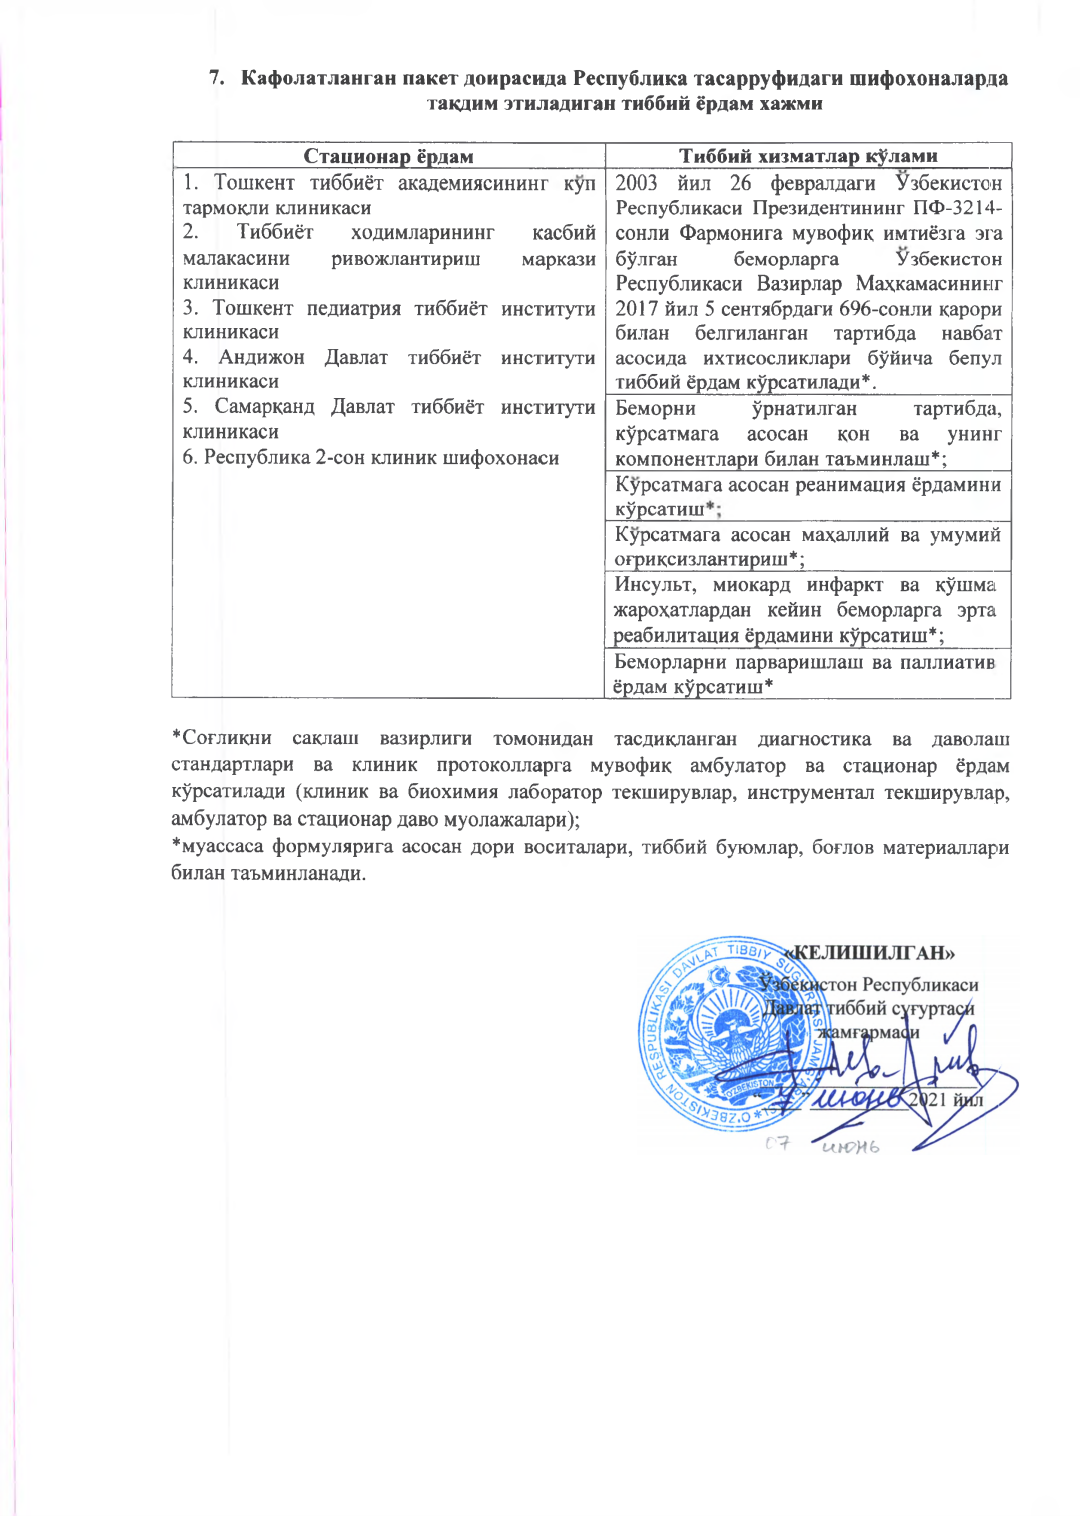 7. Кафолатланган пакет доирасида Республика тасарруфидаги шифохоналарда
тақдим этиладиган тиббий ёрдам хажми
Стационар ёрдам
1. Тошкент тиббиёт академиясининг кўп
тармоқли клиникаси
2. Тиббиёт ходимларининг касбий
малакасини ривожлантириш маркази
клиникаси
3. Тошкент педиатрия тиббиёт институти
клиникаси
4. Андижон Давлат тиббиёт институти
клиникаси
5. Самарқанд Давлат тиббиёт институти
клиникаси
6. Республика 2-сон клиник шифохонаси
Тиббий хизматлар кўлами
2003 йил 26 февралдаги Ўзбекистон
Республикаси Президентининг ПФ-3214-
сонли Фармонига мувофиқ имтиёзга эга
бўлган беморларга Ўзбекистон
Республикаси Вазирлар Маҳкамасининг
2017 йил 5 сентябрдаги 696-сонли қарори
билан белгиланган тартибда навбат
асосида ихтисосликлари бўйича бепул
тиббий ёрдам кўрсатилади*.
Беморни ўрнатилган тартибда,
кўрсатмага асосан қон ва унинг
компонентлари билан таъминлаш*;
Кўрсатмага асосан реанимация ёрдамини
кўрсатиш*;
Кўрсатмага асосан маҳаллий ва умумий
оғриқсизлантириш*;
Инсульт, миокард инфаркт ва қўшма
жароҳатлардан кейин беморларга эрта
реабилитация ёрдамини кўрсатиш*;
Беморларни парваришлаш ва паллиатив
ёрдам кўрсатиш*
*Соғлиқни сақлаш вазирлиги томонидан тасдиқланган диагностика ва даволаш
стандартлари ва клиник протоколларга мувофиқ амбулатор ва стационар ёрдам
кўрсатилади (клиник ва биохимия лаборатор текширувлар, инструментал текширувлар,
амбулатор ва стационар даво муолажалари);
*муассаса формулярига асосан дори воситалари, тиббий буюмлар, боғлов материаллари
билан таъминланади.
«КЕЛИШИЛГАН»
Ўзбекистон Республикаси
Давлат тиббий суғуртаси
жамғармаси
7 июнь 2021 йил
07 июнь
O'ZBEKISTON RESPUBLIKASI DAVLAT TIBBIY SUG'URTASI JAMG'ARMASI
O'ZBEKISTON